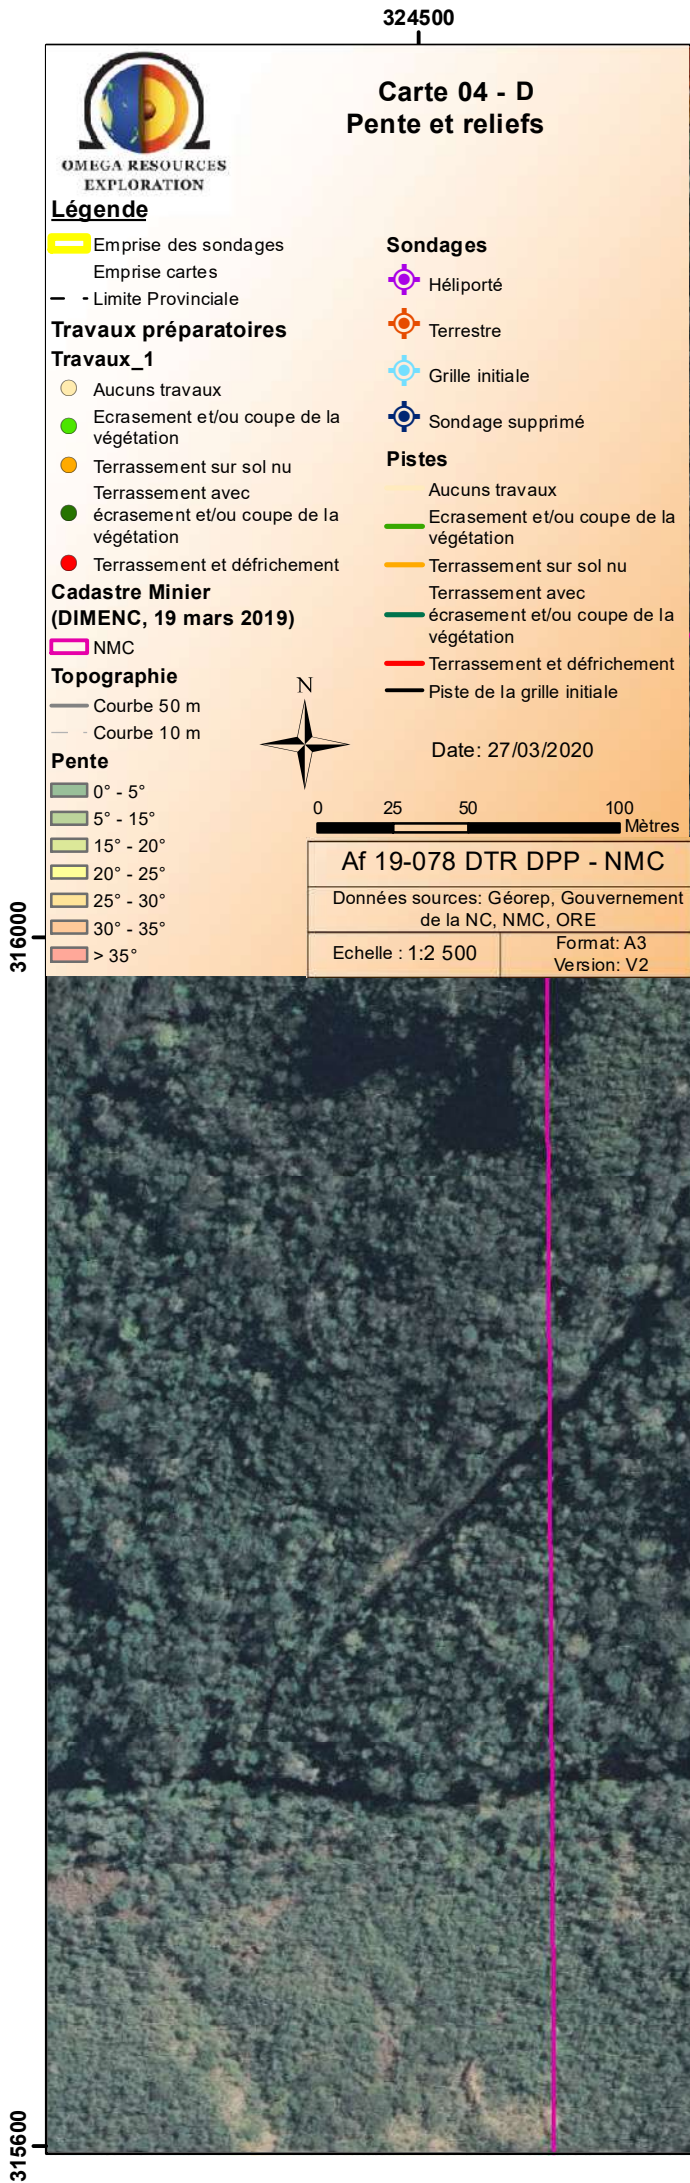 324500
Carte 04 - D
Pente et reliefs
OMEGA RESOURCES
EXPLORATION
Légende
Emprise des sondages
Emprise cartes
Limite Provinciale
Travaux préparatoires
Travaux_1
Aucuns travaux
Ecrasement et/ou coupe de la
végétation
Terrassement sur sol nu
Terrassement avec
écrasement et/ou coupe de la
végétation
Terrassement et défrichement
Cadastre Minier
(DIMENC, 19 mars 2019)
NMC
Topographie
Courbe 50 m
Courbe 10 m
Pente
0° - 5°
5° - 15°
15° - 20°
20° - 25°
25° - 30°
30° - 35°
> 35°
Sondages
Héliporté
Terrestre
Grille initiale
Sondage supprimé
Pistes
Aucuns travaux
Ecrasement et/ou coupe de la
végétation
Terrassement sur sol nu
Terrassement avec
écrasement et/ou coupe de la
végétation
Terrassement et défrichement
Piste de la grille initiale
N
Date: 27/03/2020
0 25 50 100
Mètres
Af 19-078 DTR DPP - NMC
Données sources: Géorep, Gouvernement
de la NC, NMC, ORE
Echelle : 1:2 500
Format: A3
Version: V2
316000
315600